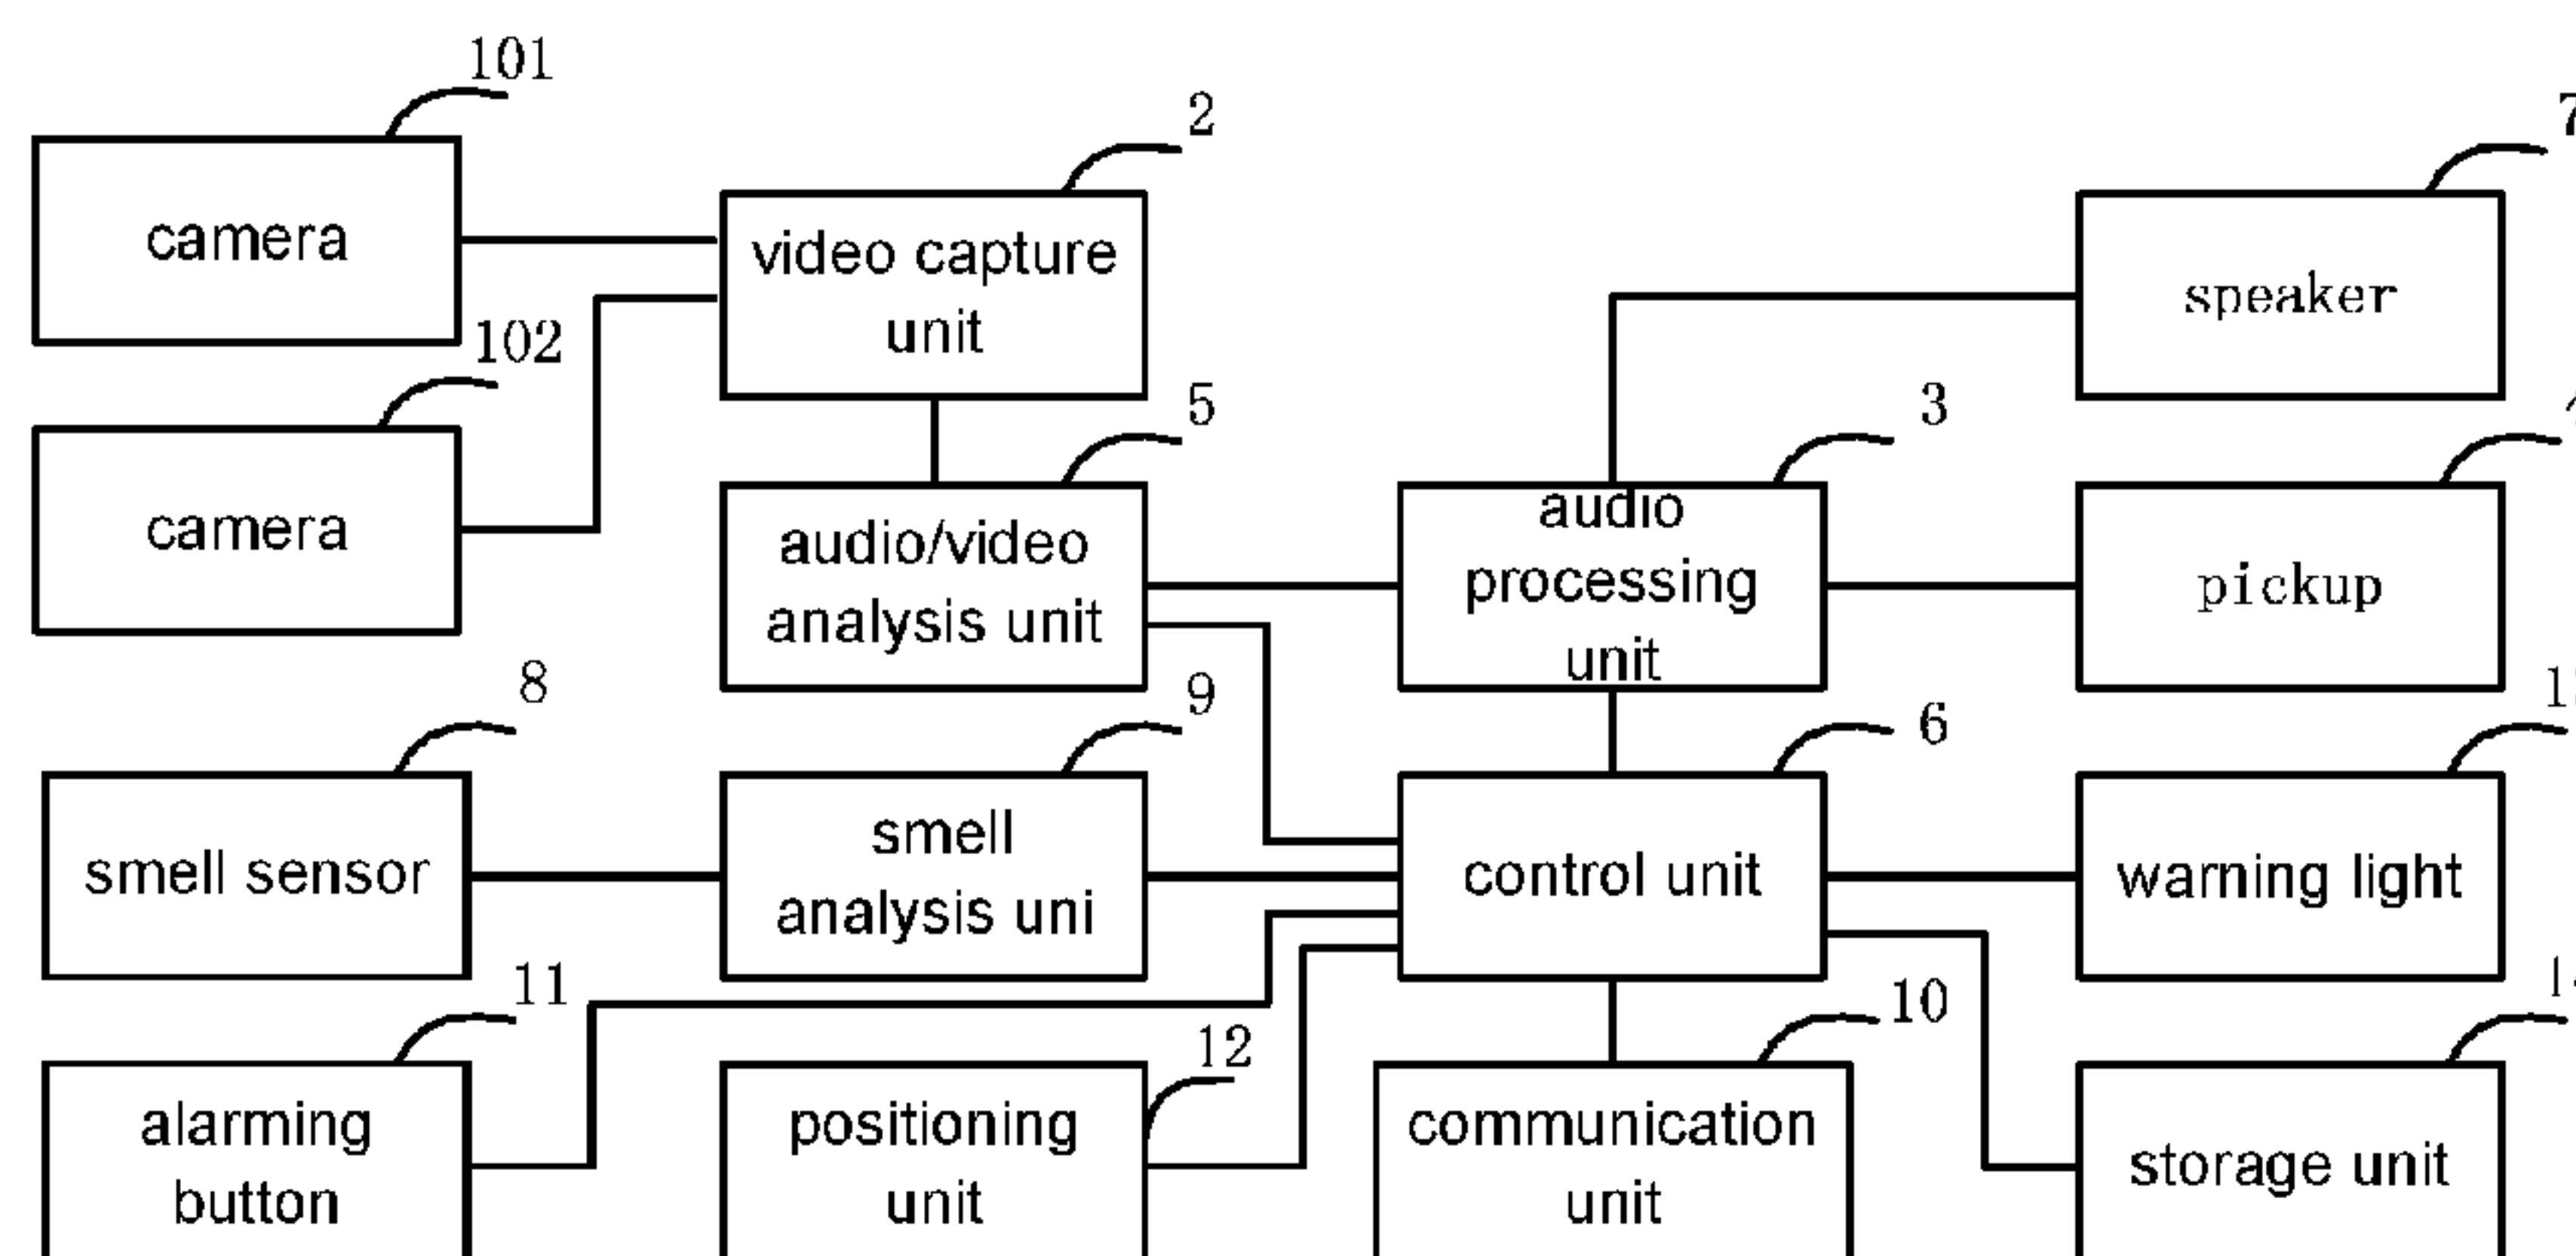 101
2
7
camera
video capture
unit
speaker
102
5
3
camera
audio/video
analysis unit
audio
processing
unit
pickup
8
9
6
smell sensor
smell
analysis uni
control unit
warning light
11
12
10
alarming
button
positioning
unit
communication
unit
storage unit